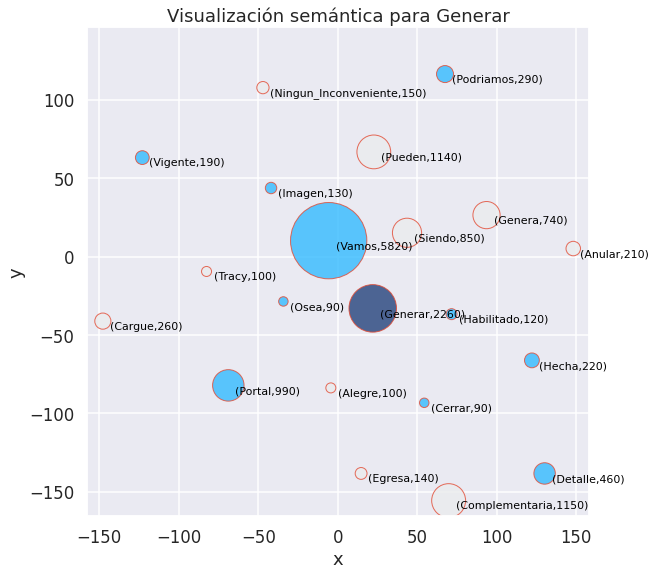 Visualización semántica para Generar
(Podriamos,290)
(Ningun_Inconveniente,150)
100
(Pueden,1140)
(Vigente,190)
50
(Imagen,130)
(Genera,740)
(Siendo,850)
(Vamos,5820)
(Anular,210)
0
y
(Tracy,100)
(Osea,90)
(Generar,2260)
(Habilitado,120)
(Cargue,260)
−50
(Hecha,220)
(Portal,990)
(Alegre,100)
(Cerrar,90)
−100
(Egresa,140)
(Detalle,460)
−150
(Complementaria,1150)
−150 −100 −50 0 50 100 150
x